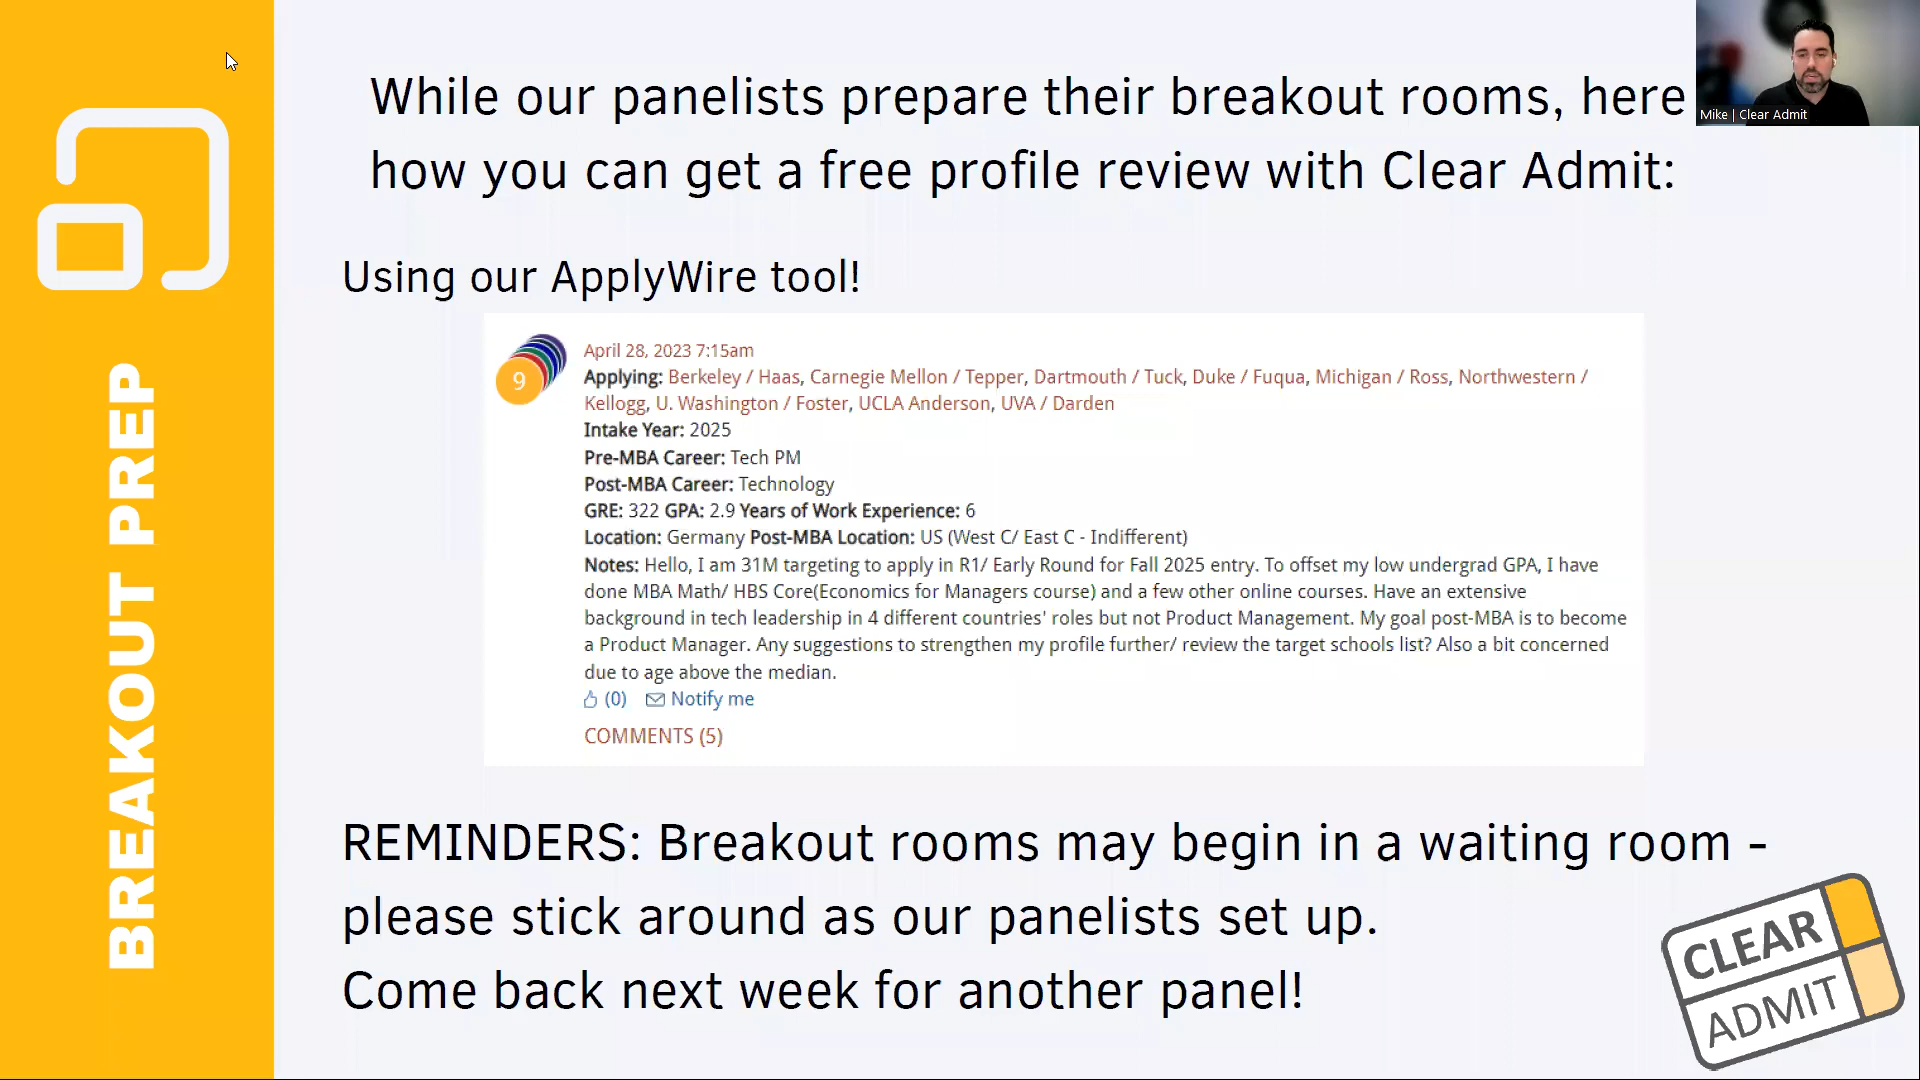 While our panelists prepare their breakout rooms, here
how you can get a free profile review with Clear Admit:
Mike | Clear Admit
Using our ApplyWire tool!
9
April 28, 2023 7:15am
Applying: Berkeley / Haas, Carnegie Mellon / Tepper, Dartmouth / Tuck, Duke / Fuqua, Michigan / Ross, Northwestern /
Kellogg, U. Washington / Foster, UCLA Anderson, UVA / Darden
Intake Year: 2025
Pre-MBA Career: Tech PM
Post-MBA Career: Technology
GRE: 322 GPA: 2.9 Years of Work Experience: 6
Location: Germany Post-MBA Location: US (West C/ East C - Indifferent)
Notes: Hello, I am 31M targeting to apply in R1/ Early Round for Fall 2025 entry. To offset my low undergrad GPA, I have
done MBA Math/ HBS Core(Economics for Managers course) and a few other online courses. Have an extensive
background in tech leadership in 4 different countries' roles but not Product Management. My goal post-MBA is to become
a Product Manager. Any suggestions to strengthen my profile further/ review the target schools list? Also a bit concerned
due to age above the median.
(0) Notify me
COMMENTS (5)
BREAKOUT PREP
REMINDERS: Breakout rooms may begin in a waiting room -
please stick around as our panelists set up.
Come back next week for another panel!
CLEAR
ADMIT